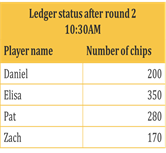 Ledger status after round 2
10:30AM
Player name Number of chips
Daniel 200
Elisa 350
Pat 280
Zach 170